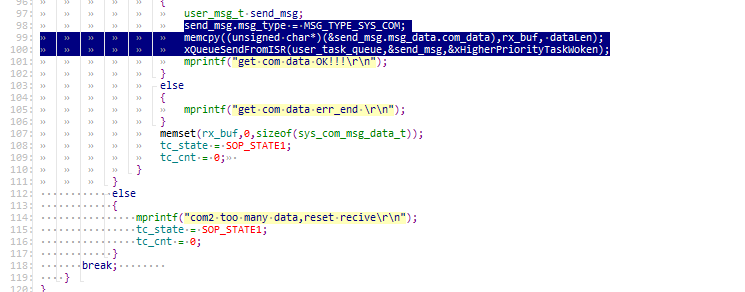 96: {
97: user_msg_t send_msg;
98: send_msg.msg_type = MSG_TYPE_SYS_COM;
99: memcpy((unsigned char*)(&send_msg.msg_data.com_data),rx_buf, dataLen);
100: xQueueSendFromISR(user_task_queue,&send_msg,&xHigherPriorityTaskWoken);
101: mprintf("get com data OK!!!\r\n");
102: }
103: else
104: {
105: mprintf("get com data err_end \r\n");
106: }
107: memset(rx_buf,0,sizeof(sys_com_msg_data_t));
108: tc_state = SOP_STATE1;
109: tc_cnt = 0;
110: }
111: }
112: else
113: {
114: mprintf("com2 too many data,reset recive\r\n");
115: tc_state = SOP_STATE1;
116: tc_cnt = 0;
117: }
118: break;
119: }
120: }